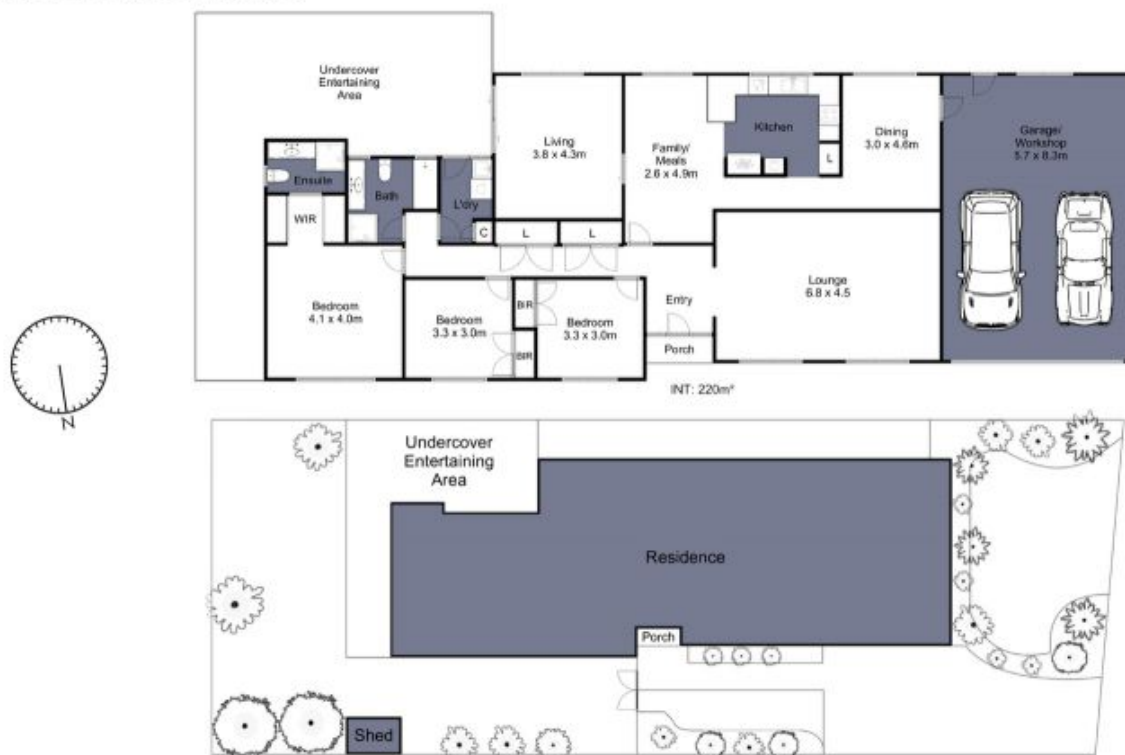 Undercover
Entertaining
Area
Living
3.8 x 4.3m
Family/
Meals
2.6 x 4.9m
Kitchen
L
Dining
3.0 x 4.6m
Garage/
Workshop
5.7 x 8.3m
Ensuite
WIR
Bath
L'dry
C
L
L
Bedroom
4.1 x 4.0m
Bedroom
3.3 x 3.0m
BIR
BIR
Bedroom
3.3 x 3.0m
Entry
Porch
Lounge
6.8 x 4.5
INT: 220m²
N
Undercover
Entertaining
Area
Residence
Porch
Shed